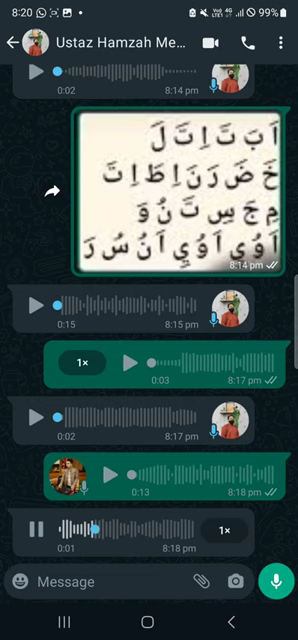 8:20
99%
Ustaz Hamzah Me...
0:02 8:14 pm
اَ بَ تَ اِ تَ لَ
خَ ضَ رَ نَ اِ طَ اِ تَ
مِ جَ سِ تَ نُ وَ
اَ وُ يِ اَ وُ يِ اَ نُ سُ رَ
8:14 pm
0:15 8:15 pm
1×
0:03 8:17 pm
0:02 8:17 pm
0:13 8:18 pm
1×
0:01 8:18 pm
Message